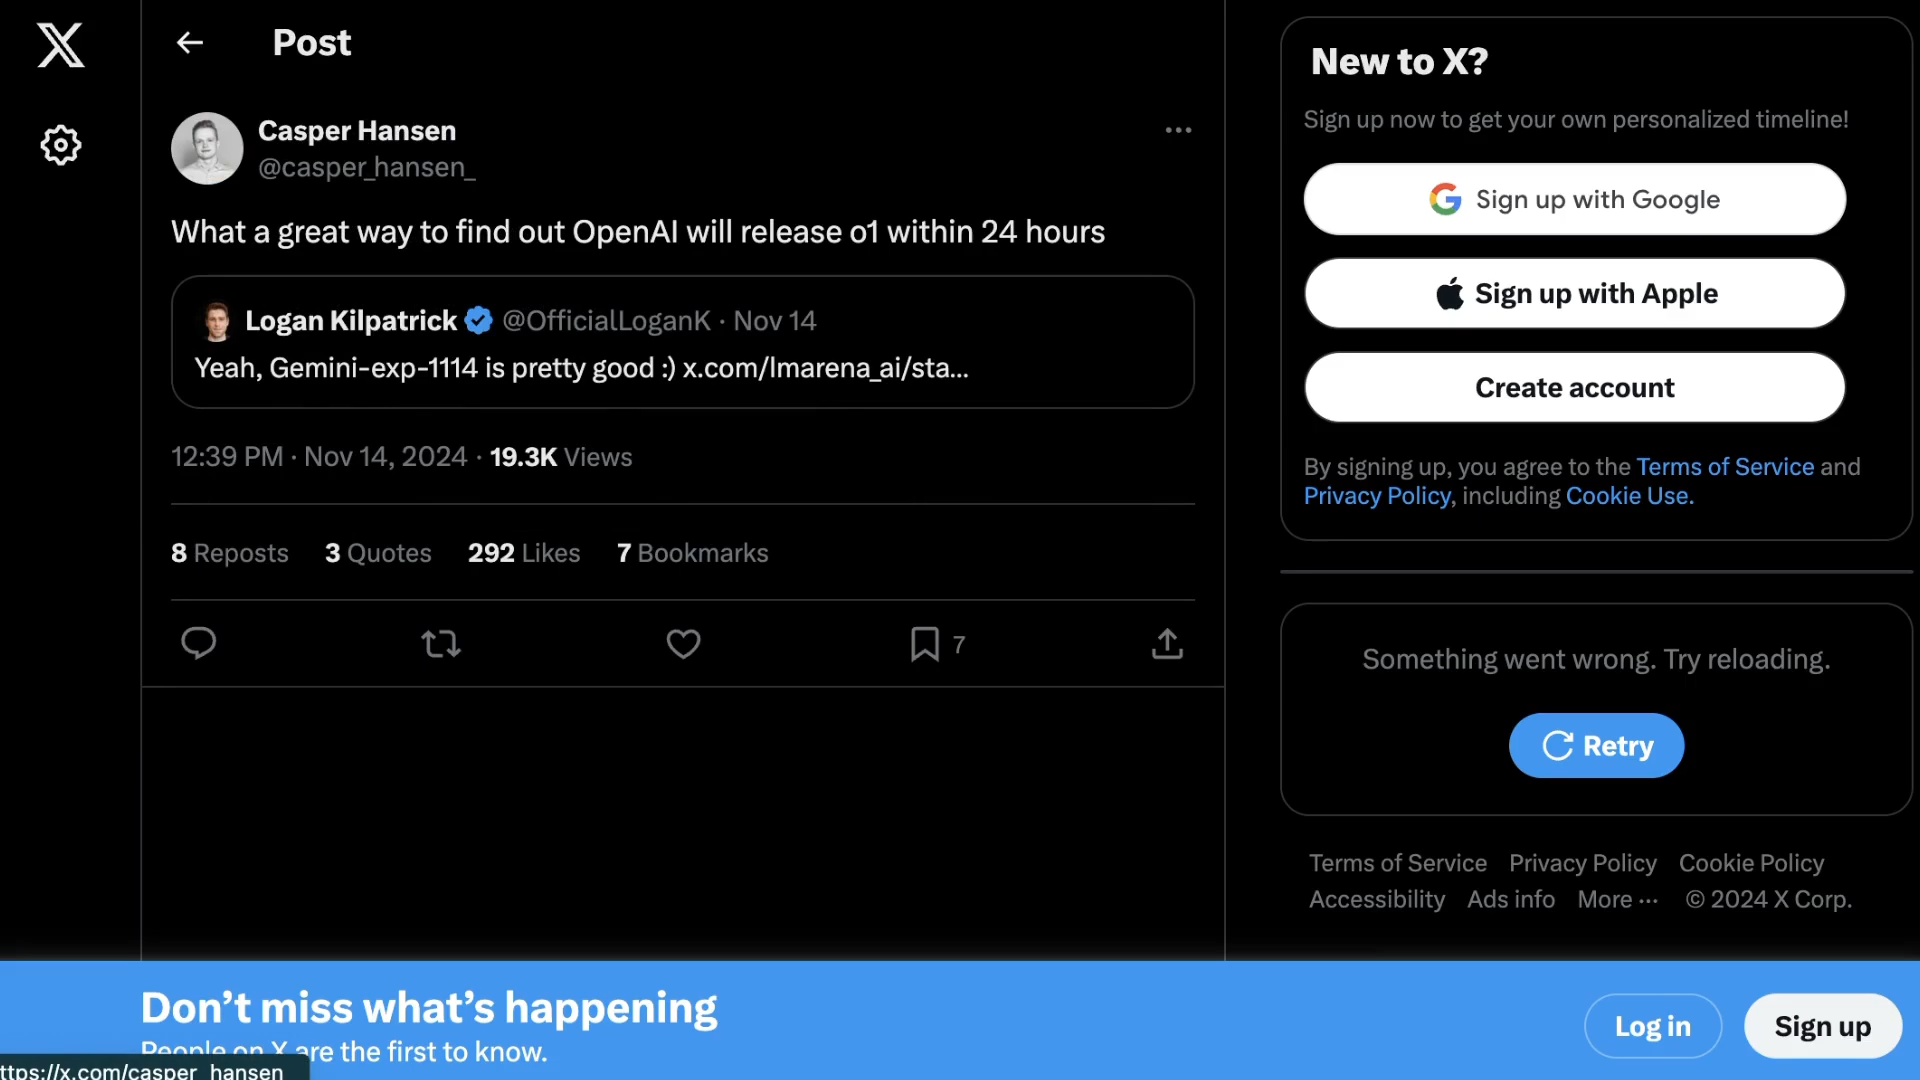 Post
Casper Hansen
@casper_hansen_
What a great way to find out OpenAI will release o1 within 24 hours
Logan Kilpatrick @OfficialLoganK · Nov 14
Yeah, Gemini-exp-1114 is pretty good :) x.com/lmarena_ai/sta...
12:39 PM · Nov 14, 2024 · 19.3K Views
8 Reposts 3 Quotes 292 Likes 7 Bookmarks
7
New to X?
Sign up now to get your own personalized timeline!
Sign up with Google
Sign up with Apple
Create account
By signing up, you agree to the Terms of Service and
Privacy Policy, including Cookie Use.
Something went wrong. Try reloading.
Retry
Terms of Service Privacy Policy Cookie Policy
Accessibility Ads info More ··· © 2024 X Corp.
Don’t miss what’s happening
People on X are the first to know.
Log in
Sign up
ttps://x.com/casper_hansen